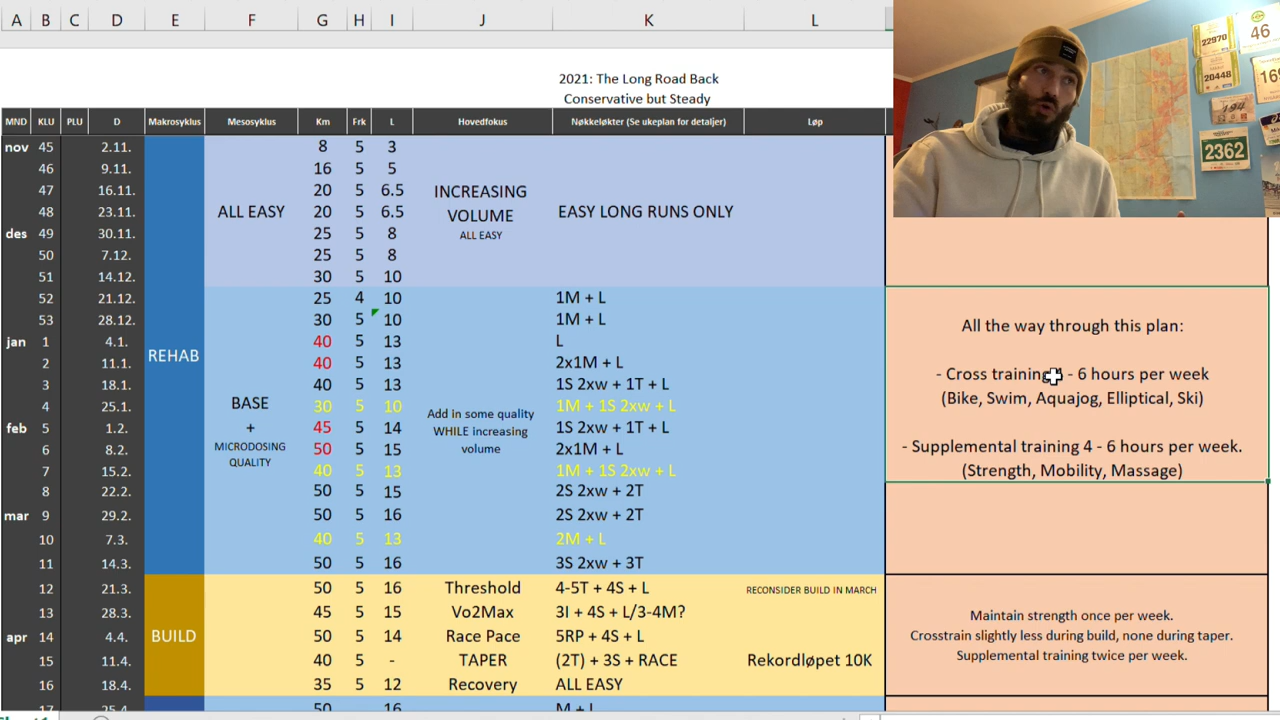 A B C D E F G H I J K L
2021: The Long Road Back
Conservative but Steady
MND KLU PLU D Makrosyklus Mesosyklus Km Frk L Hovedfokus Nøkkeløkter (Se ukeplan for detaljer) Løp
nov 45 2.11. 8 5 3
46 9.11. 16 5 5
47 16.11. 20 5 6.5
48 23.11. 20 5 6.5
des 49 30.11. 25 5 8
50 7.12. 25 5 8
51 14.12. 30 5 10
ALL EASY
INCREASING
VOLUME
ALL EASY
EASY LONG RUNS ONLY
52 21.12. 25 4 10 1M + L
53 28.12. 30 5 10 1M + L
jan 1 4.1. 40 5 13 L
2 11.1. 40 5 13 2x1M + L
3 18.1. 40 5 13 1S 2xw + 1T + L
4 25.1. 30 5 10 1M + 1S 2xw + L
feb 5 1.2. 45 5 14 1S 2xw + 1T + L
6 8.2. 50 5 15 2x1M + L
7 15.2. 40 5 13 1M + 1S 2xw + L
8 22.2. 50 5 15 2S 2xw + 2T
mar 9 29.2. 50 5 16 2S 2xw + 2T
10 7.3. 40 5 13 2M + L
11 14.3. 50 5 16 3S 2xw + 3T
REHAB
BASE
+
MICRODOSING
QUALITY
Add in some quality
WHILE increasing
volume
12 21.3. 50 5 16 Threshold 4-5T + 4S + L RECONSIDER BUILD IN MARCH
13 28.3. 45 5 15 Vo2Max 3I + 4S + L/3-4M?
apr 14 4.4. BUILD 50 5 14 Race Pace 5RP + 4S + L
15 11.4. 40 5 - TAPER (2T) + 3S + RACE Rekordløpet 10K
16 18.4. 35 5 12 Recovery ALL EASY
17 25.4. 50 16 M + L
All the way through this plan:
- Cross training - 6 hours per week
(Bike, Swim, Aquajog, Elliptical, Ski)
- Supplemental training 4 - 6 hours per week.
(Strength, Mobility, Massage)
Maintain strength once per week.
Crosstrain slightly less during build, none during taper.
Supplemental training twice per week.
22970
46
20448
194
2362